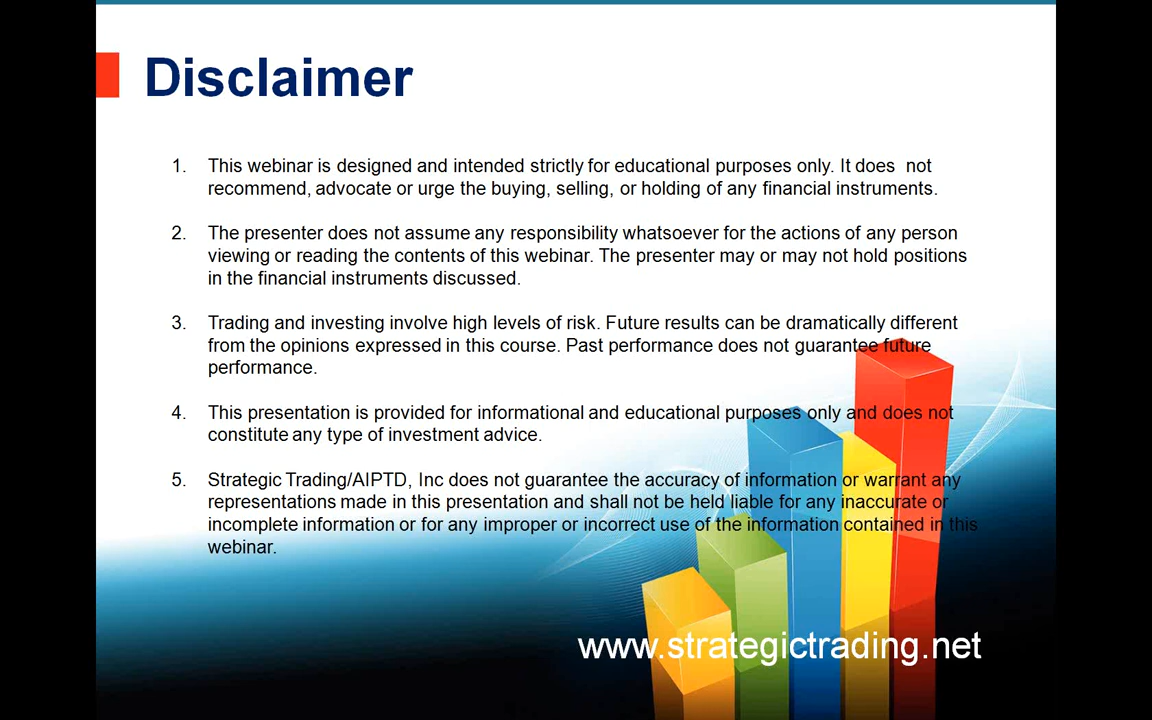 Disclaimer
1. This webinar is designed and intended strictly for educational purposes only. It does  not
recommend, advocate or urge the buying, selling, or holding of any financial instruments.
2. The presenter does not assume any responsibility whatsoever for the actions of any person
viewing or reading the contents of this webinar. The presenter may or may not hold positions
in the financial instruments discussed.
3. Trading and investing involve high levels of risk. Future results can be dramatically different
from the opinions expressed in this course. Past performance does not guarantee future
performance.
4. This presentation is provided for informational and educational purposes only and does not
constitute any type of investment advice.
5. Strategic Trading/AIPTD, Inc does not guarantee the accuracy of information or warrant any
representations made in this presentation and shall not be held liable for any inaccurate or
incomplete information or for any improper or incorrect use of the information contained in this
webinar.
www.strategictrading.net